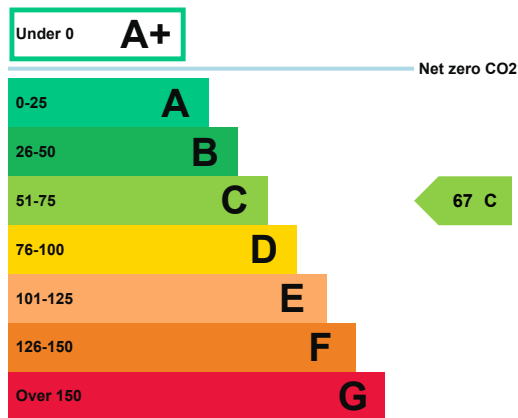 Under 0 A+
Net zero CO2
0-25 A
26-50 B
51-75 C
67 C
76-100 D
101-125 E
126-150 F
Over 150 G